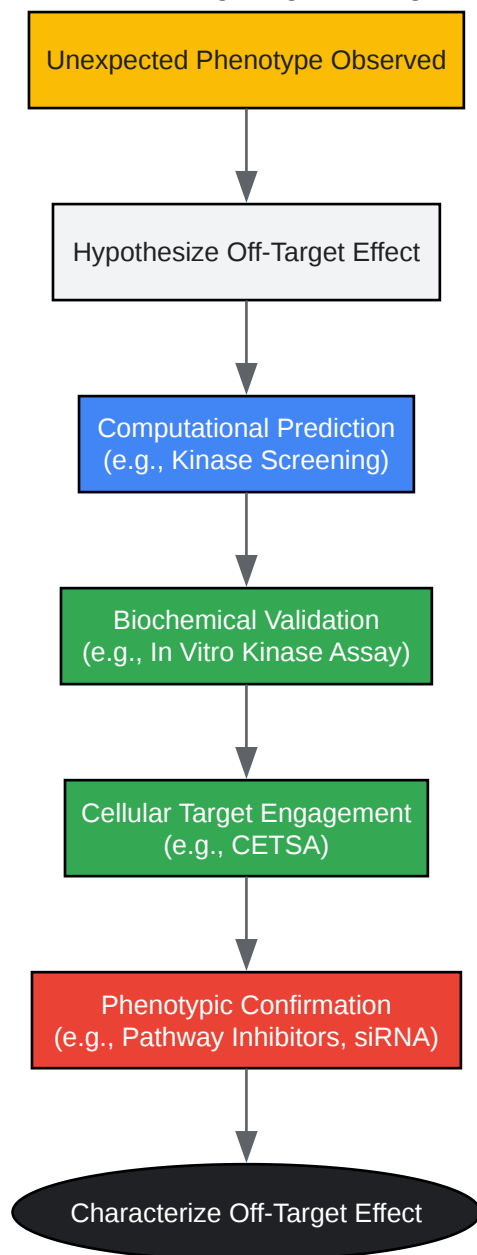 Unexpected Phenotype Observed
Hypothesize Off-Target Effect
Computational Prediction
(e.g., Kinase Screening)
Biochemical Validation
(e.g., In Vitro Kinase Assay)
Cellular Target Engagement
(e.g., CETSA)
Phenotypic Confirmation
(e.g., Pathway Inhibitors, siRNA)
Characterize Off-Target Effect